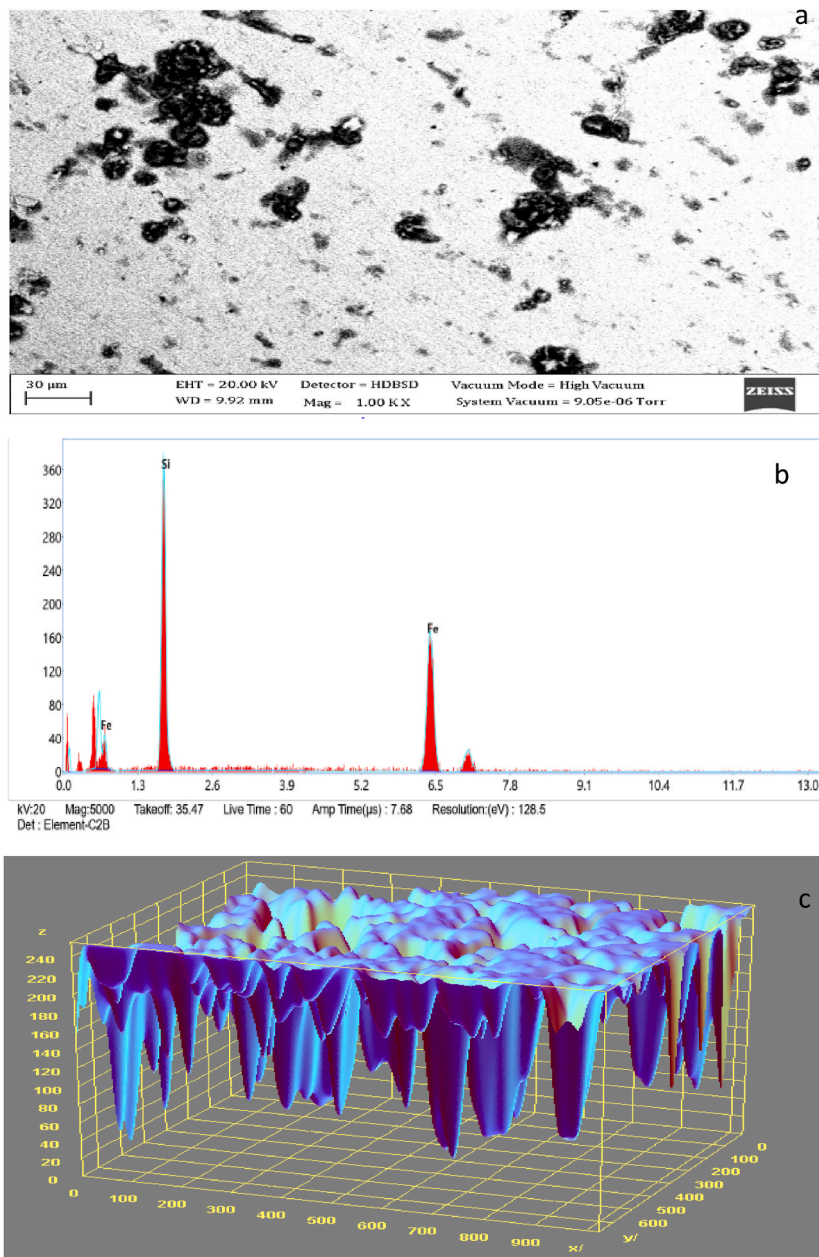 a
30 µm
EHT = 20.00 kV Detector = HDBSD Vacuum Mode = High Vacuum
WD = 9.92 mm Mag = 1.00 K X System Vacuum = 9.05e-06 Torr
ZEISS
b
360
320
280
240
200
160
120
80
40
0
Si
Fe
Fe
0.0 1.3 2.6 3.9 5.2 6.5 7.8 9.1 10.4 11.7 13.0
kV:20 Mag:5000 Takeoff: 35.47 Live Time : 60 Amp Time(µs) : 7.68 Resolution:(eV) : 128.5
Det : Element-C2B
c
z
240
220
200
180
160
140
120
100
80
60
40
20
0
0 100 200 300 400 500 600 700 800 900 x/
0
100
200
300
400
500
600
y/